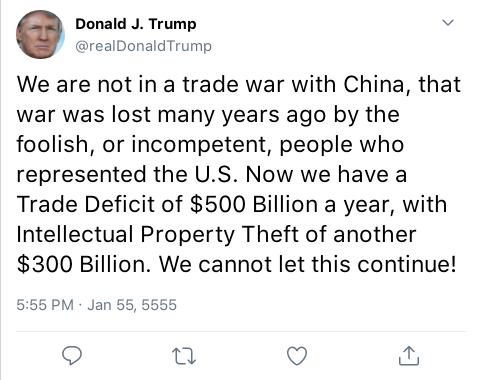 Donald J. Trump
@realDonaldTrump
We are not in a trade war with China, that
war was lost many years ago by the
foolish, or incompetent, people who
represented the U.S. Now we have a
Trade Deficit of $500 Billion a year, with
Intellectual Property Theft of another
$300 Billion. We cannot let this continue!
5:55 PM · Jan 55, 5555